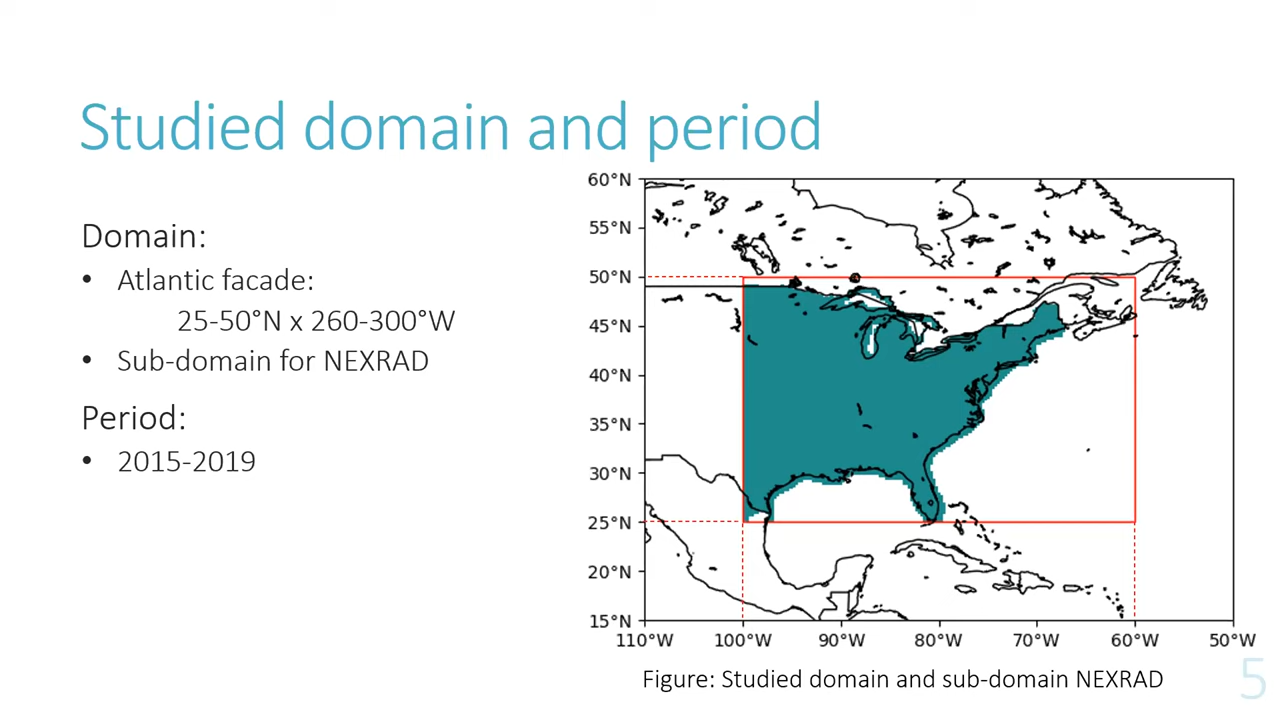 Studied domain and period
Domain:
• Atlantic facade:
25-50°N x 260-300°W
• Sub-domain for NEXRAD
Period:
• 2015-2019
60°N
55°N
50°N
45°N
40°N
35°N
30°N
25°N
20°N
15°N
110°W 100°W 90°W 80°W 70°W 60°W 50°W
Figure: Studied domain and sub-domain NEXRAD
5